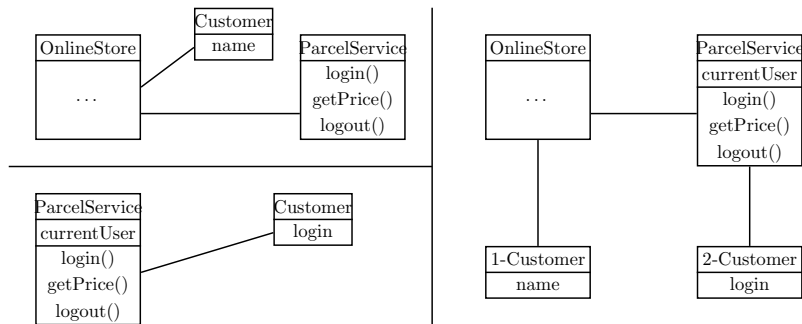 Customer
name
OnlineStore
. . .
ParcelService
login()
getPrice()
logout()
ParcelService
currentUser
login()
getPrice()
logout()
Customer
login
OnlineStore
. . .
ParcelService
currentUser
login()
getPrice()
logout()
1-Customer
name
2-Customer
login